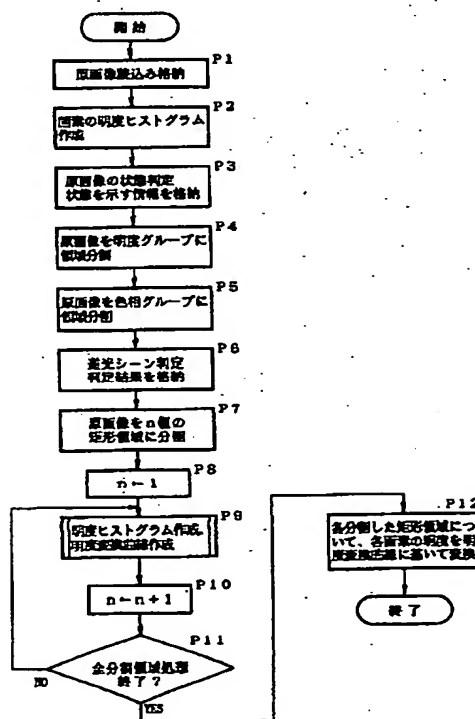 開始
P1
原画像読込み格納
P2
画素の明度ヒストグラム
作成
P3
原画像の状態判定
状態を示す情報を格納
P4
原画像を明度グループに
領域分割
P5
原画像を色相グループに
領域分割
P6
逆光シーン判定
判定結果を格納
P7
原画像をn個の
矩形領域に分割
P8
n←1
P9
明度ヒストグラム作成,
明度変換曲線作成
P10
n←n+1
P11
全分割領域処理
終了?
NO
YES
P12
各分割した矩形領域につ
いて、各画素の明度を明
度変換曲線に基いて変換
終了